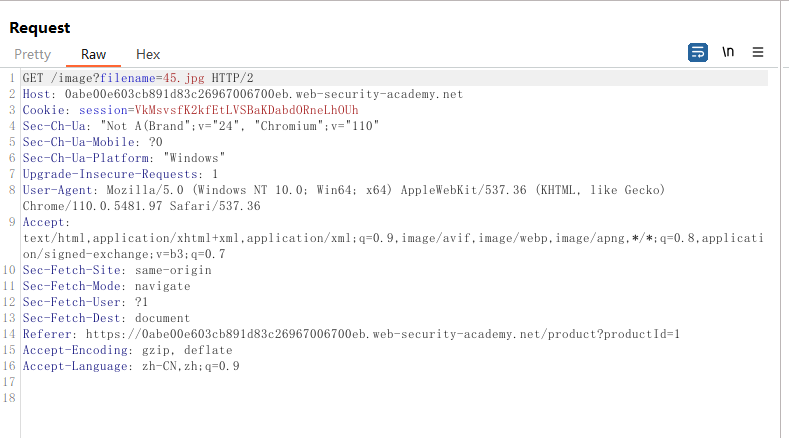 Request
Pretty Raw Hex \n
1 GET /image?filename=45.jpg HTTP/2
2 Host: 0abe00e603cb891d83c26967006700eb.web-security-academy.net
3 Cookie: session=VkMsvsfK2kfEtLVSBaKDabdORneLhOUh
4 Sec-Ch-Ua: "Not A(Brand";v="24", "Chromium";v="110"
5 Sec-Ch-Ua-Mobile: ?0
6 Sec-Ch-Ua-Platform: "Windows"
7 Upgrade-Insecure-Requests: 1
8 User-Agent: Mozilla/5.0 (Windows NT 10.0; Win64; x64) AppleWebKit/537.36 (KHTML, like Gecko)
Chrome/110.0.5481.97 Safari/537.36
9 Accept:
text/html,application/xhtml+xml,application/xml;q=0.9,image/avif,image/webp,image/apng,*/*;q=0.8,applicati
on/signed-exchange;v=b3;q=0.7
10 Sec-Fetch-Site: same-origin
11 Sec-Fetch-Mode: navigate
12 Sec-Fetch-User: ?1
13 Sec-Fetch-Dest: document
14 Referer: https://0abe00e603cb891d83c26967006700eb.web-security-academy.net/product?productId=1
15 Accept-Encoding: gzip, deflate
16 Accept-Language: zh-CN,zh;q=0.9
17
18